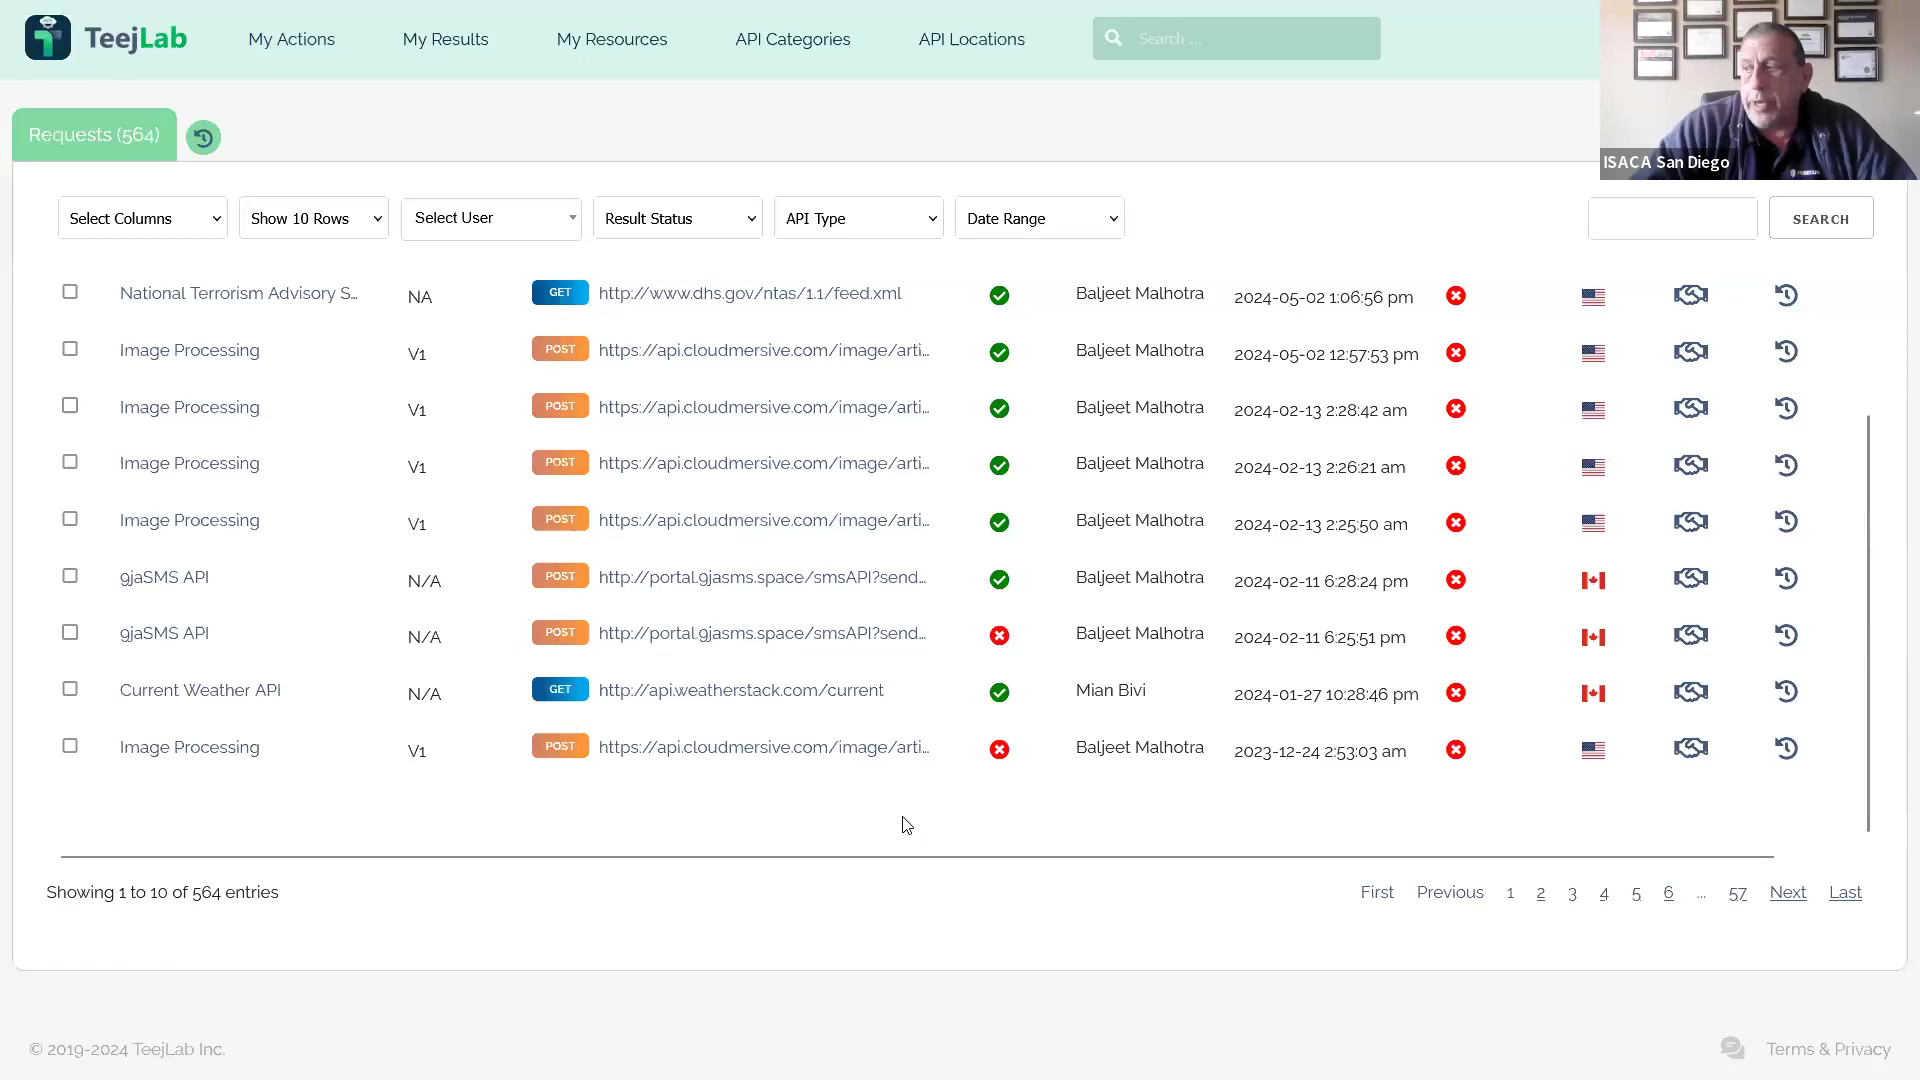 TeejLab My Actions My Results My Resources API Categories API Locations Search ...
ISACA San Diego
Requests (564)
Select Columns Show 10 Rows Select User Result Status API Type Date Range SEARCH
National Terrorism Advisory S... NA GET http://www.dhs.gov/ntas/1.1/feed.xml Baljeet Malhotra 2024-05-02 1:06:56 pm
Image Processing V1 POST https://api.cloudmersive.com/image/arti... Baljeet Malhotra 2024-05-02 12:57:53 pm
Image Processing V1 POST https://api.cloudmersive.com/image/arti... Baljeet Malhotra 2024-02-13 2:28:42 am
Image Processing V1 POST https://api.cloudmersive.com/image/arti... Baljeet Malhotra 2024-02-13 2:26:21 am
Image Processing V1 POST https://api.cloudmersive.com/image/arti... Baljeet Malhotra 2024-02-13 2:25:50 am
9jaSMS API N/A POST http://portal.9jasms.space/smsAPI?send... Baljeet Malhotra 2024-02-11 6:28:24 pm
9jaSMS API N/A POST http://portal.9jasms.space/smsAPI?send... Baljeet Malhotra 2024-02-11 6:25:51 pm
Current Weather API N/A GET http://api.weatherstack.com/current Mian Bivi 2024-01-27 10:28:46 pm
Image Processing V1 POST https://api.cloudmersive.com/image/arti... Baljeet Malhotra 2023-12-24 2:53:03 am
Showing 1 to 10 of 564 entries First Previous 1 2 3 4 5 6 ... 57 Next Last
© 2019-2024 TeejLab Inc. Terms & Privacy